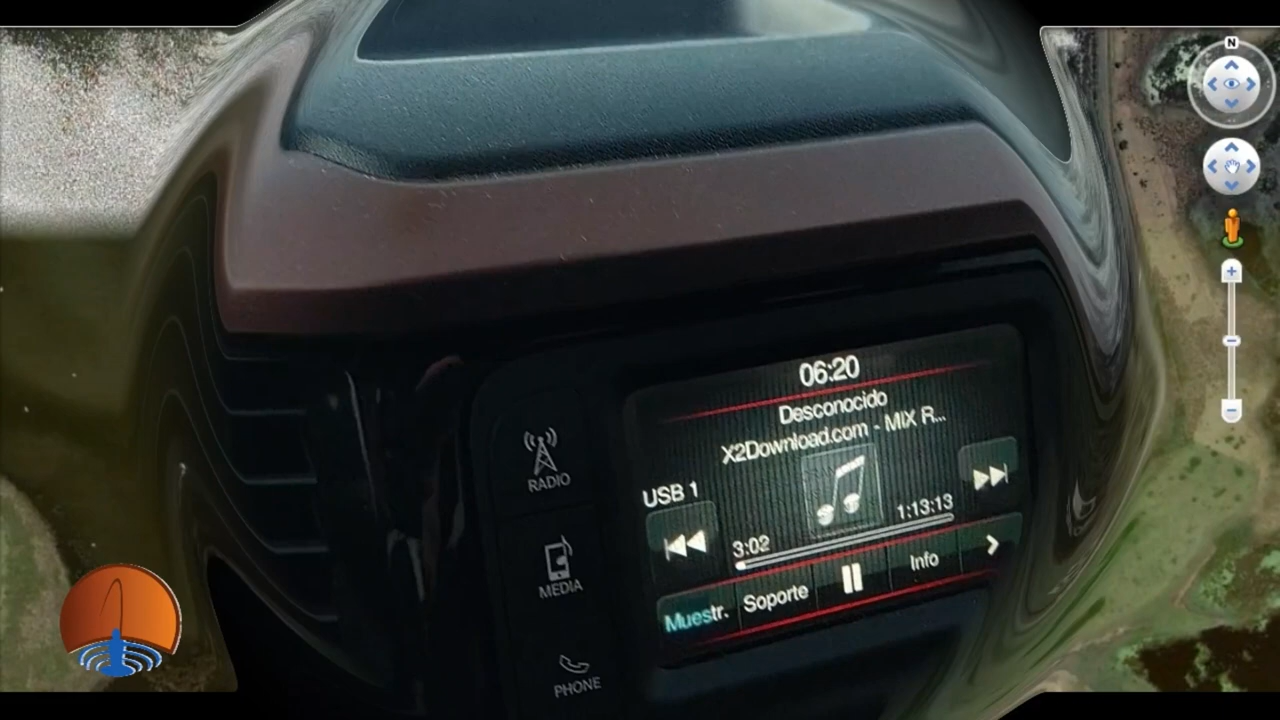 N
06:20
Desconocido
X2Download.com - MIX R...
USB 1
3:02
1:13:13
Muestr.
Soporte
Info
RADIO
MEDIA
PHONE